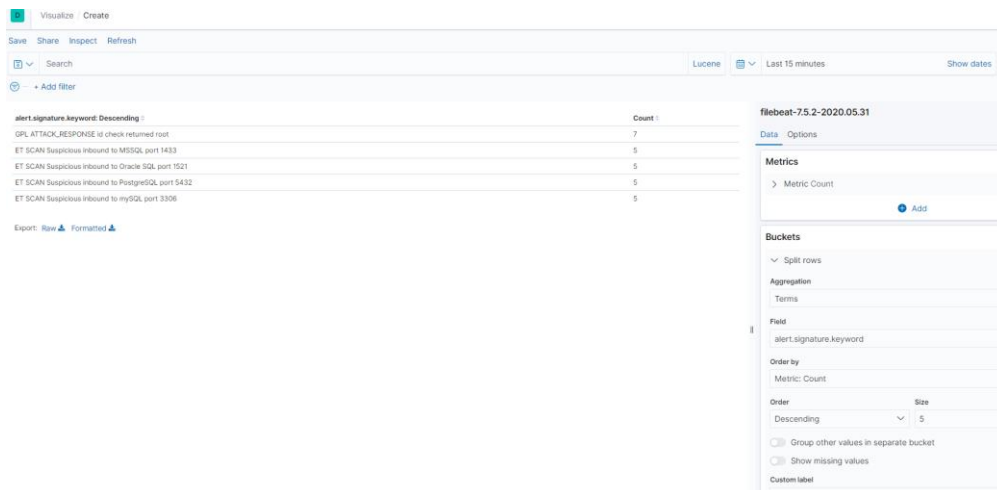 D Visualize / Create
Save Share Inspect Refresh
Search Lucene Last 15 minutes Show dates
+ Add filter
alert.signature.keyword: Descending Count
GPL ATTACK_RESPONSE id check returned root 7
ET SCAN Suspicious inbound to MSSQL port 1433 5
ET SCAN Suspicious inbound to Oracle SQL port 1521 5
ET SCAN Suspicious inbound to PostgreSQL port 5432 5
ET SCAN Suspicious inbound to mySQL port 3306 5
Export: Raw Formatted
filebeat-7.5.2-2020.05.31
Data Options
Metrics
Metric Count
Add
Buckets
Split rows
Aggregation
Terms
Field
alert.signature.keyword
Order by
Metric: Count
Order Size
Descending 5
Group other values in separate bucket
Show missing values
Custom label